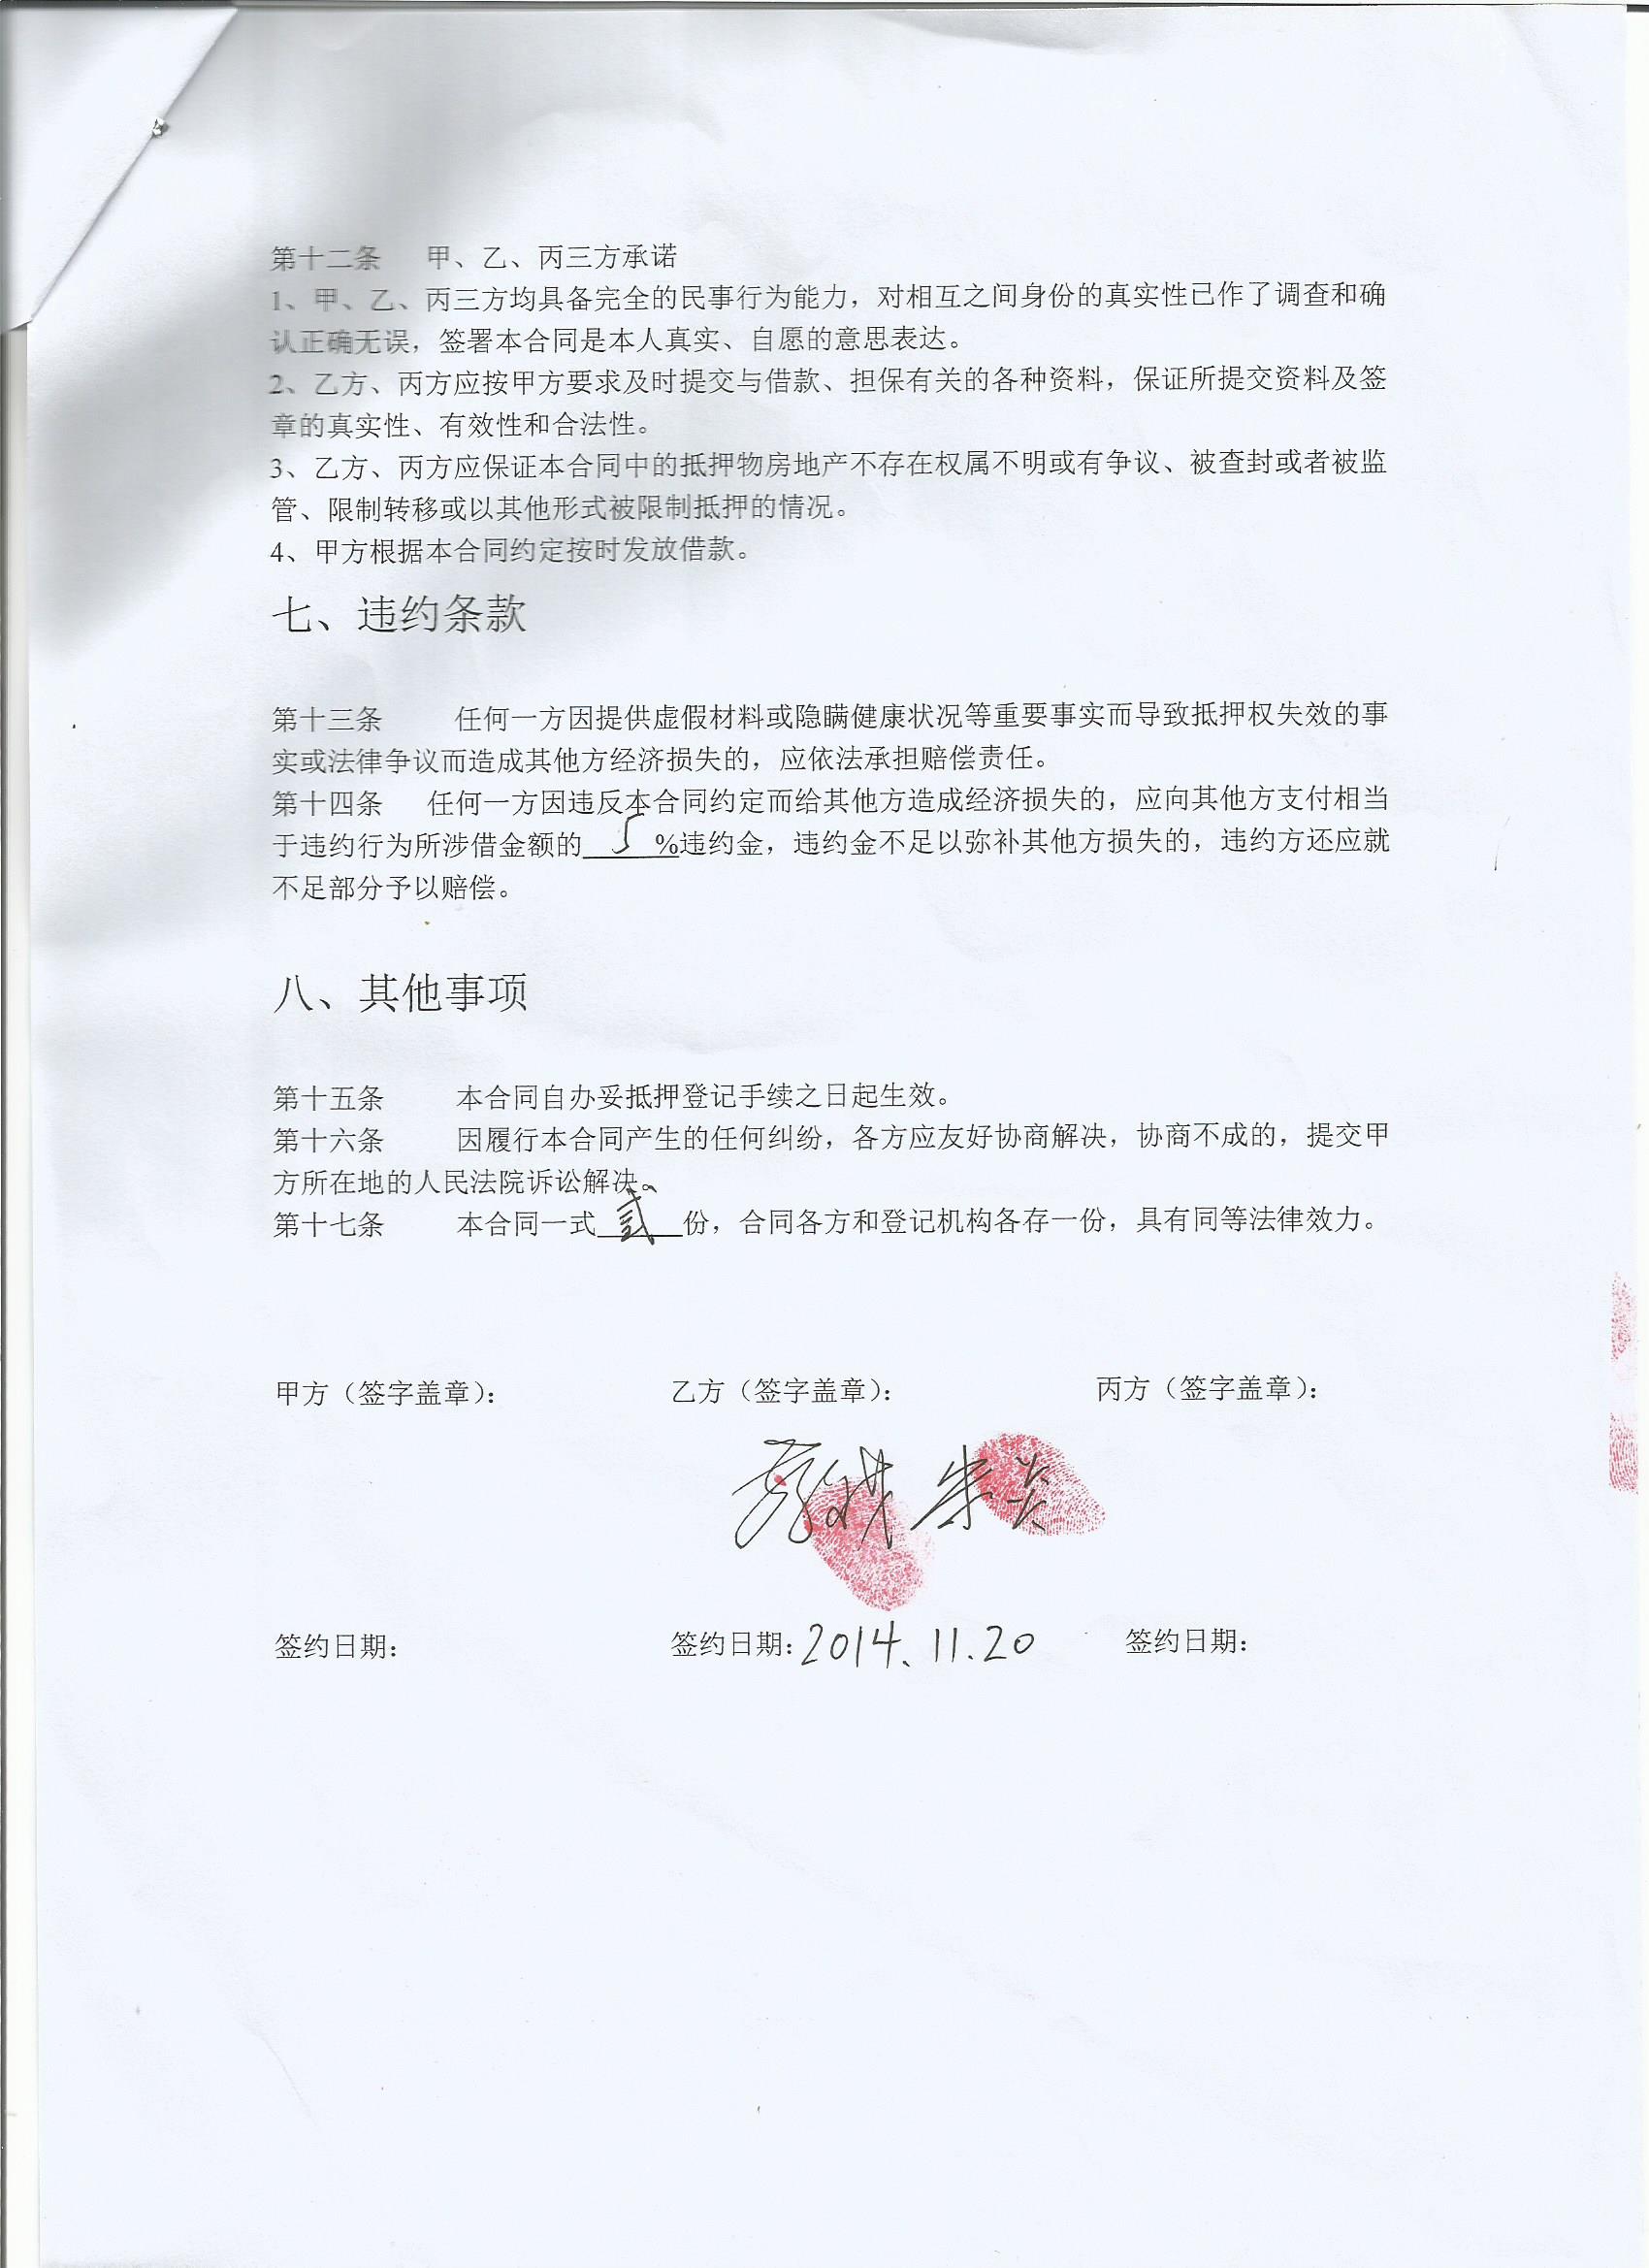 第十二条 甲、乙、丙三方承诺
1、甲、乙、丙三方均具备完全的民事行为能力，对相互之间身份的真实性已作了调查和确
认正确无误，签署本合同是本人真实、自愿的意思表达。
2、乙方、丙方应按甲方要求及时提交与借款、担保有关的各种资料，保证所提交资料及签
章的真实性、有效性和合法性。
3、乙方、丙方应保证本合同中的抵押物房地产不存在权属不明或有争议、被查封或者被监
管、限制转移或以其他形式被限制抵押的情况。
4、甲方根据本合同约定按时发放借款。
七、违约条款
第十三条 任何一方因提供虚假材料或隐瞒健康状况等重要事实而导致抵押权失效的事
实或法律争议而造成其他方经济损失的，应依法承担赔偿责任。
第十四条 任何一方因违反本合同约定而给其他方造成经济损失的，应向其他方支付相当
于违约行为所涉借金额的 5 %违约金，违约金不足以弥补其他方损失的，违约方还应就
不足部分予以赔偿。
八、其他事项
第十五条 本合同自办妥抵押登记手续之日起生效。
第十六条 因履行本合同产生的任何纠纷，各方应友好协商解决，协商不成的，提交甲
方所在地的人民法院诉讼解决。
第十七条 本合同一式 贰 份，合同各方和登记机构各存一份，具有同等法律效力。
甲方（签字盖章）： 乙方（签字盖章）： 丙方（签字盖章）：
签约日期： 签约日期：2014.11.20 签约日期：